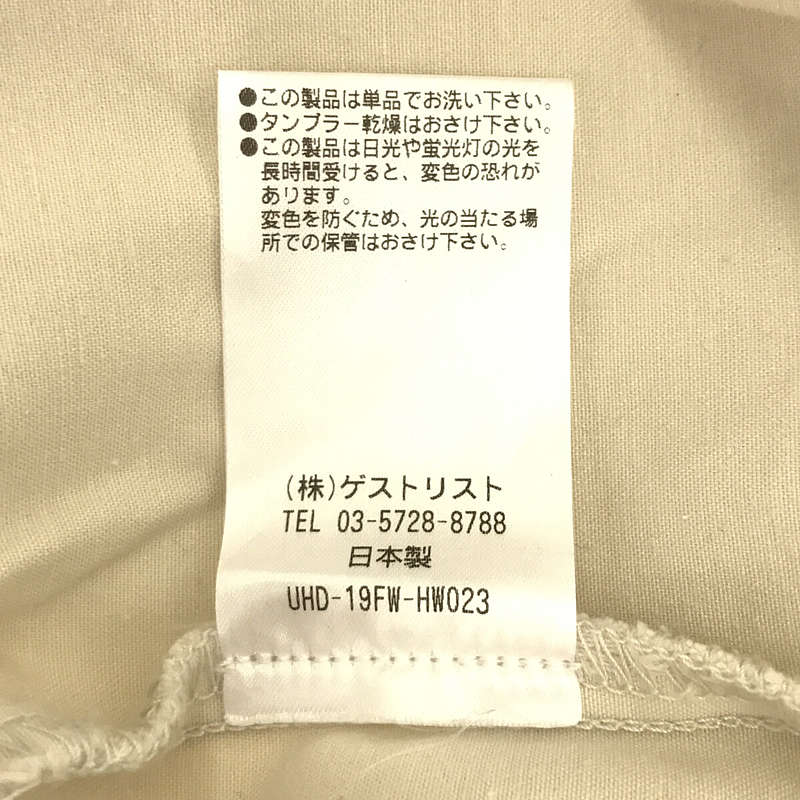 ●この製品は単品でお洗い下さい。
●タンブラー乾燥はおさけ下さい。
●この製品は日光や蛍光灯の光を
長時間受けると、変色の恐れが
あります。
変色を防ぐため、光の当たる場
所での保管はおさけ下さい。
(株)ゲストリスト
TEL 03-5728-8788
日本製
UHD-19FW-HW023